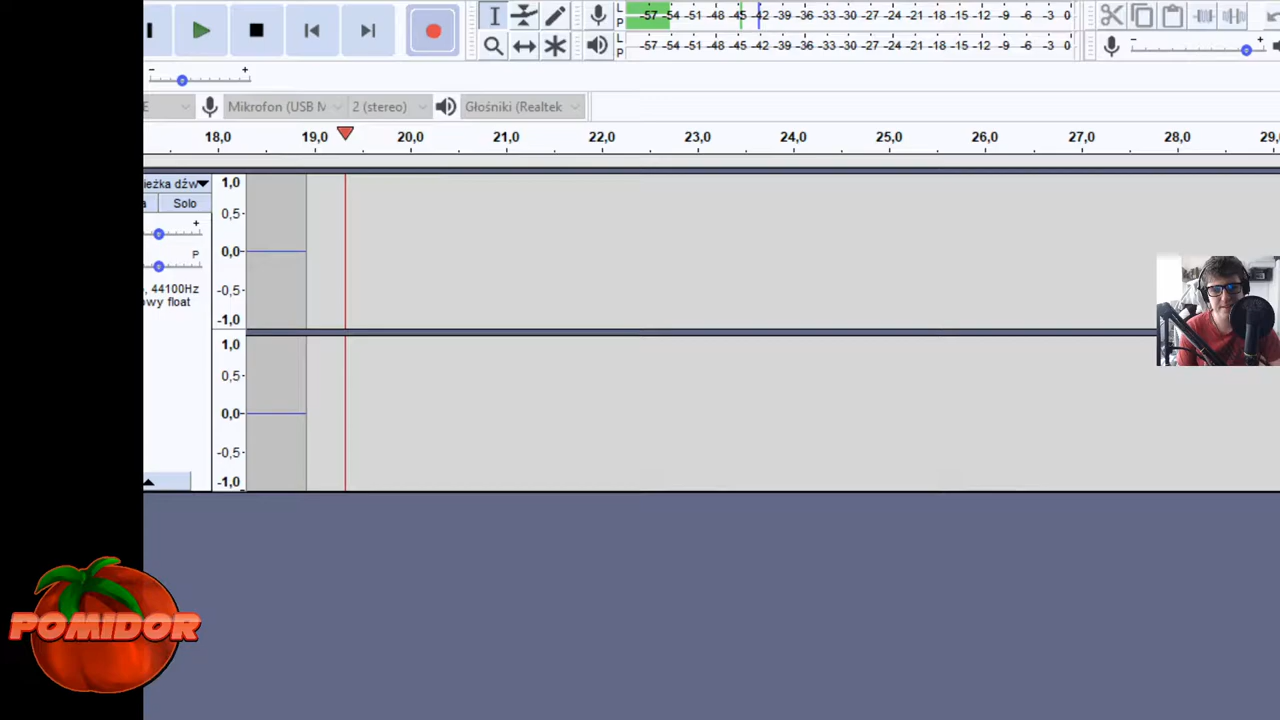 L -57 -54 -51 -48 -45 -42 -39 -36 -33 -30 -27 -24 -21 -18 -15 -12 -9 -6 -3 0
P
L -57 -54 -51 -48 -45 -42 -39 -36 -33 -30 -27 -24 -21 -18 -15 -12 -9 -6 -3 0
P
- +
- +
E Mikrofon (USB M 2 (stereo) Głośniki (Realtek
18,0 19,0 20,0 21,0 22,0 23,0 24,0 25,0 26,0 27,0 28,0 29,
ieżka dźw 1,0
a Solo
0,5
+
0,0
P
-0,5
, 44100Hz
owy float
-1,0
1,0
0,5
0,0
-0,5
-1,0
POMIDOR